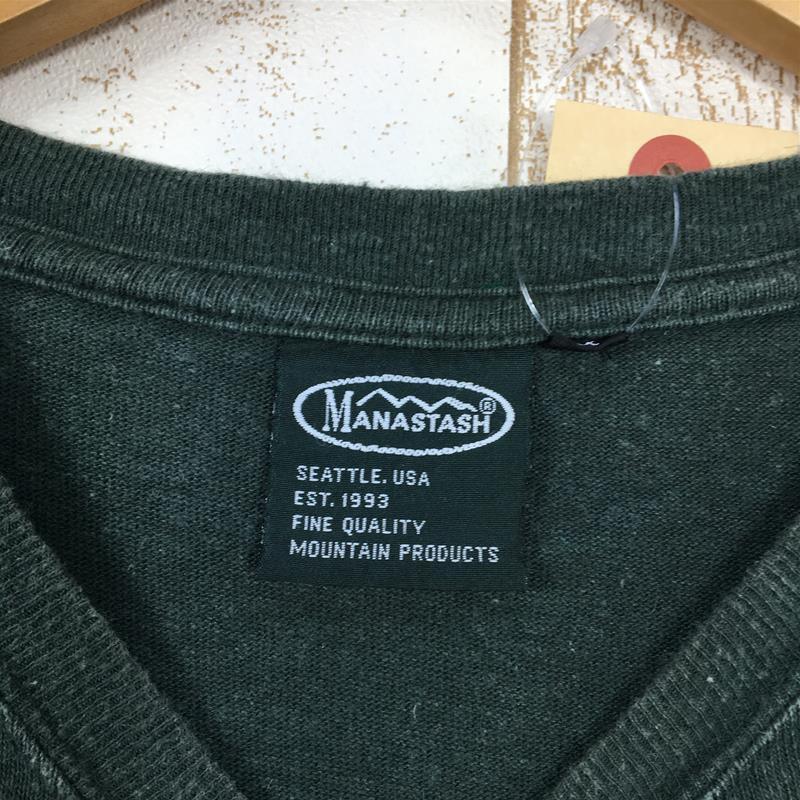 MANASTASH®
SEATTLE. USA
EST. 1993
FINE QUALITY
MOUNTAIN PRODUCTS